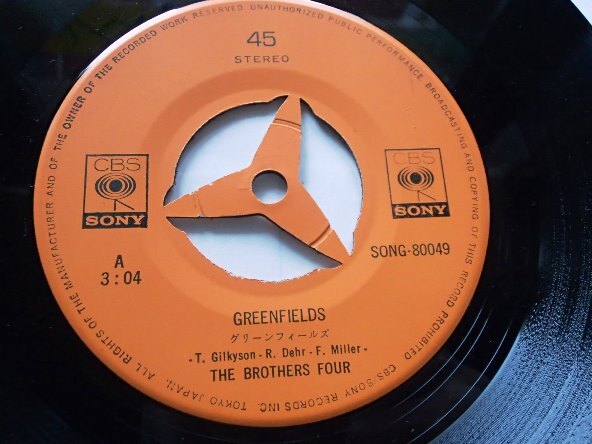 45
STEREO
CBS
SONY
CBS
SONY
A
3:04
SONG-80049
GREENFIELDS
グリーンフィールズ
- T. Gilkyson - R. Dehr - F. Miller -
THE BROTHERS FOUR
ALL RIGHTS OF THE MANUFACTURER AND OF THE OWNER OF THE RECORDED WORK RESERVED. UNAUTHORIZED PUBLIC PERFORMANCE, BROADCASTING AND COPYING OF THIS RECORD PROHIBITED
CBS/SONY RECORDS INC. TOKYO JAPAN.